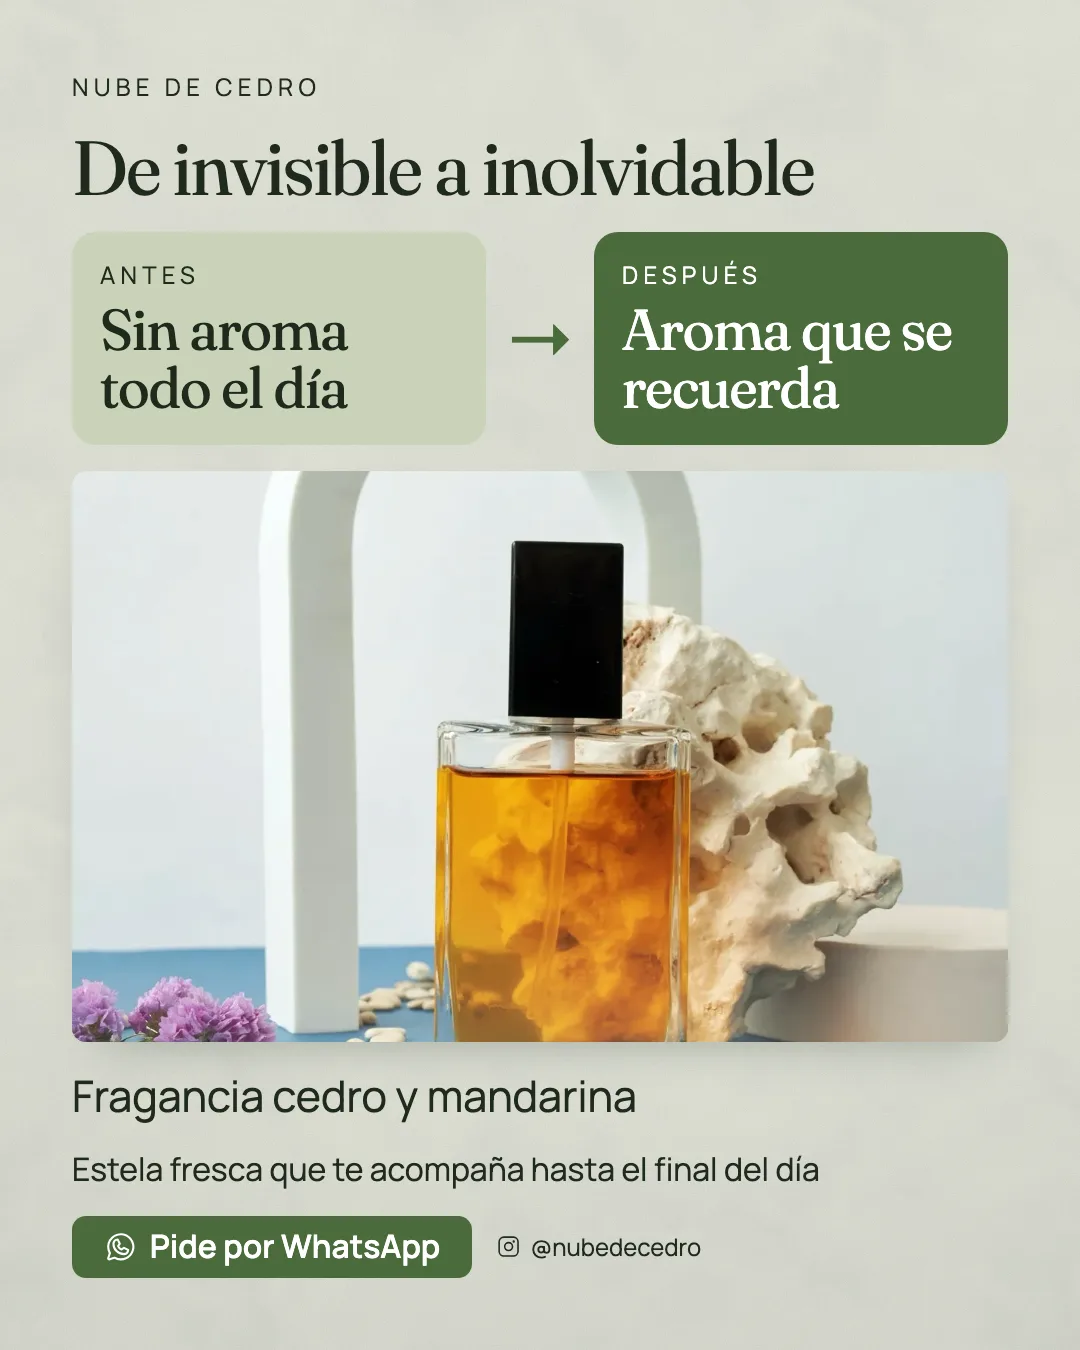 NUBE DE CEDRO
De invisible a inolvidable
ANTES
Sin aroma
todo el día
DESPUÉS
Aroma que se
recuerda
Fragancia cedro y mandarina
Estela fresca que te acompaña hasta el final del día
Pide por WhatsApp
@nubedecedro